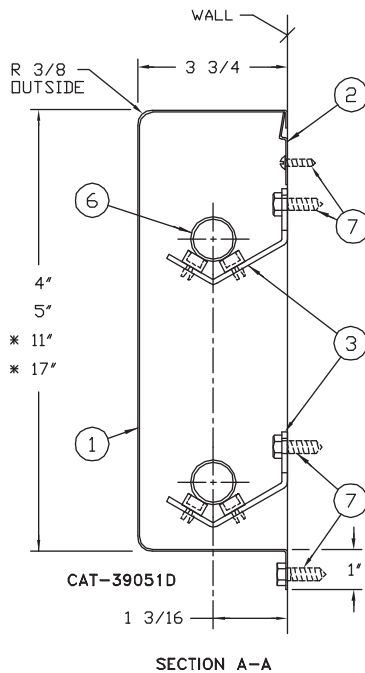 WALL
R 3/8
OUTSIDE
3 3/4
2
6
7
4"
5"
* 11"
* 17"
3
1
7
CAT-39051D
1"
1 3/16
SECTION A-A